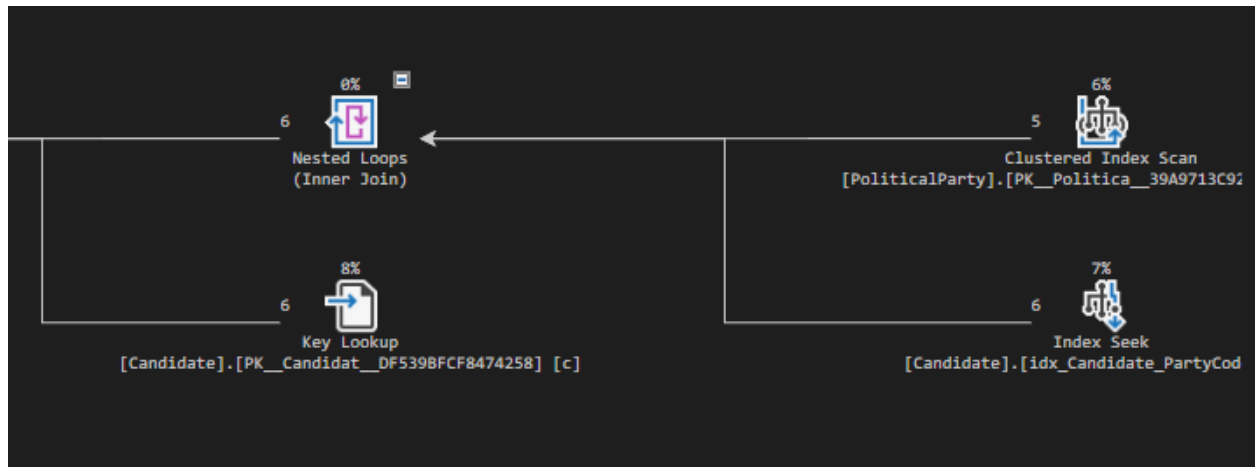 0%
6
Nested Loops
(Inner Join)
6%
5
Clustered Index Scan
[PoliticalParty].[PK__Politica__39A9713C92
8%
6
Key Lookup
[Candidate].[PK__Candidat__DF539BFCF8474258] [c]
7%
6
Index Seek
[Candidate].[idx_Candidate_PartyCod